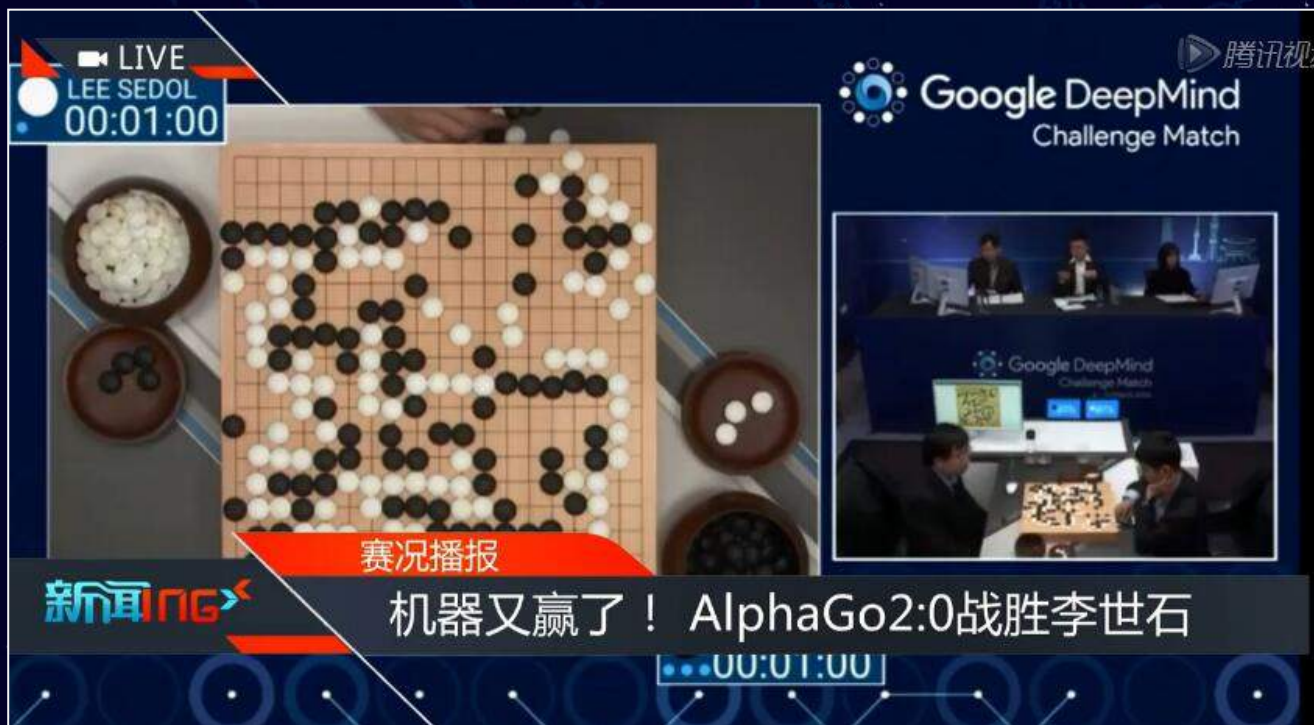 LIVE
LEE SEDOL
00:01:00
腾讯视
Google DeepMind
Challenge Match
Google DeepMind
Challenge Match
赛况播报
新闻ING
机器又赢了！ AlphaGo2:0战胜李世石
00:01:00